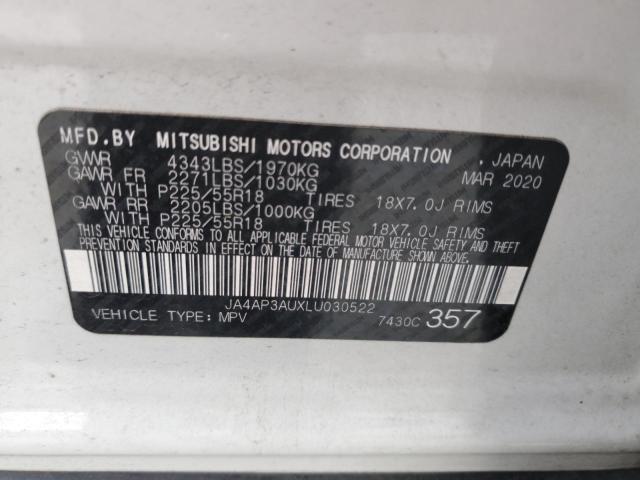 MFD.BY MITSUBISHI MOTORS CORPORATION . JAPAN
GVWR 4343LBS/1970KG MAR 2020
GAWR FR 2271LBS/1030KG
WITH P225/55R18 TIRES 18X7.0J RIMS
GAWR RR 2205LBS/1000KG
WITH P225/55R18 TIRES 18X7.0J RIMS
THIS VEHICLE CONFORMS TO ALL APPLICABLE FEDERAL MOTOR VEHICLE SAFETY AND THEFT
PREVENTION STANDARDS IN EFFECT ON THE DATE OF MANUFACTURE SHOWN ABOVE.
JA4AP3AUXLU030522
VEHICLE TYPE: MPV 7430C 357